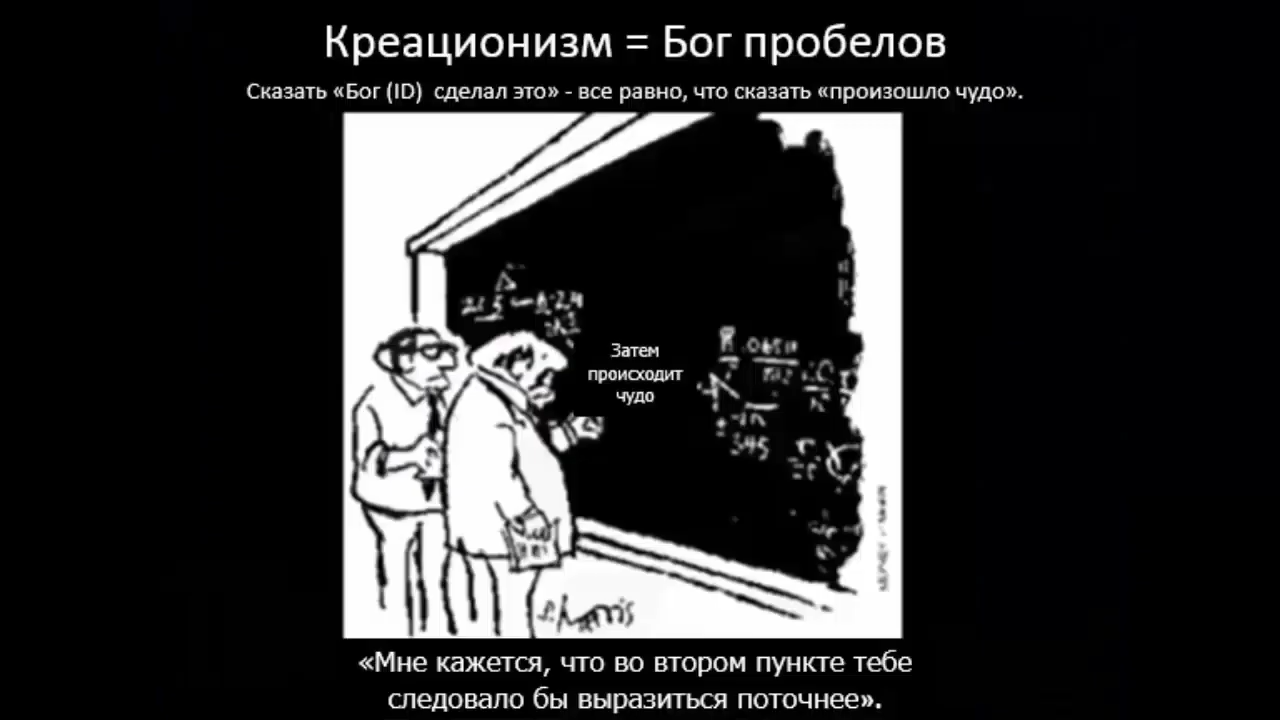 Креационизм = Бог пробелов
Сказать «Бог (ID) сделал это» - все равно, что сказать «произошло чудо».
Затем
происходит
чудо
S. Harris
«Мне кажется, что во втором пункте тебе
следовало бы выразиться поточнее».